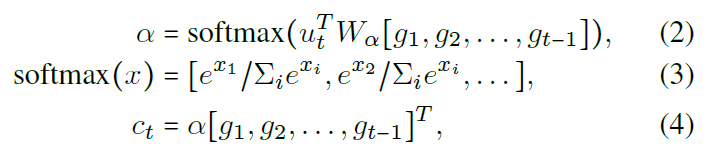 α = softmax(u_t^T W_α[g_1, g_2, …, g_{t−1}]), (2)
softmax(x) = [e^{x_1}/Σ_i e^{x_i}, e^{x_2}/Σ_i e^{x_i}, …], (3)
c_t = α[g_1, g_2, …, g_{t−1}]^T, (4)